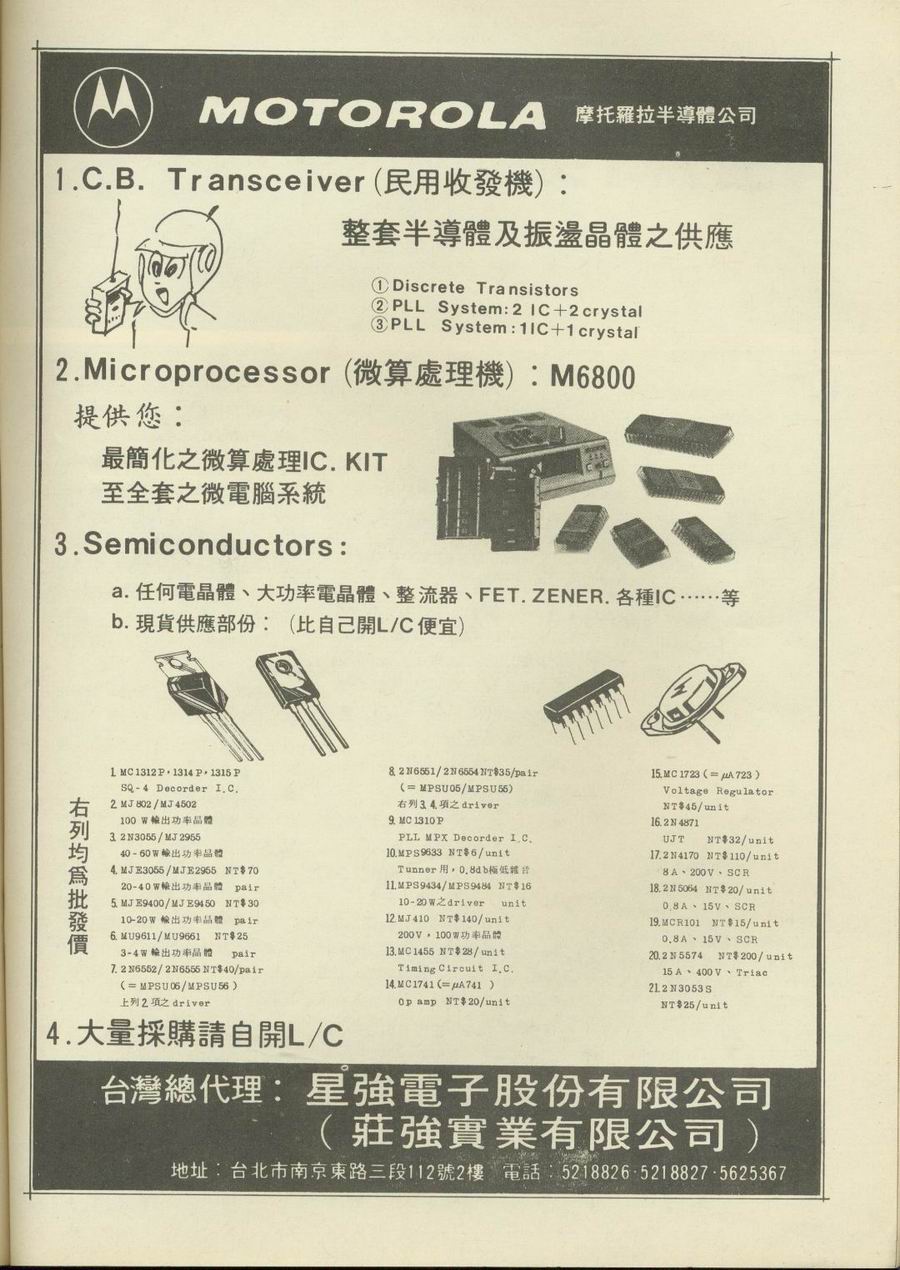 MOTOROLA 摩托羅拉半導體公司
1.C.B. Transceiver (民用收發機):
整套半導體及振盪晶體之供應
①Discrete Transistors
②PLL System:2 IC+2crystal
③PLL System:1IC+1crystal
2.Microprocessor (微算處理機):M6800
提供您:
最簡化之微算處理IC. KIT
至全套之微電腦系統
3.Semiconductors:
a. 任何電晶體、大功率電晶體、整流器、FET. ZENER. 各種IC……等
b. 現貨供應部份: (比自己開L/C便宜)
右列均為批發價
1. MC1312P,1314P,1315P
SQ-4 Decorder I.C.
2. MJ802/MJ4502
100 W輸出功率晶體
3. 2N3055/MJ2955
40-60W輸出功率晶體
4. MJE3055/MJE2955 NT$70
20-40W輸出功率晶體 pair
5. MJE9400/MJE9450 NT$30
10-20W 輸出功率晶體 pair
6. MU9611/MU9661 NT$25
3-4W 輸出功率晶體 pair
7. 2N6552/2N6555 NT$40/pair
(=MPSU06/MPSU56)
上列2.項之driver
8. 2N6551/2N6554 NT$35/pair
(=MPSU05/MPSU55)
右列3.4.項之driver
9. MC1310P
PLL MPX Decorder I.C.
10. MPS9633 NT$6/unit
Tunner用,0.8db極低雜音
11. MPS9434/MPS9484 NT$16
10-20W之driver unit
12. MJ410 NT$140/unit
200V,100W功率晶體
13. MC1455 NT$28/unit
Timing Circuit I.C.
14. MC1741(=μA741)
Op amp NT$20/unit
15. MC1723(=μA723)
Voltage Regulator
NT$45/unit
16. 2N4871
UJT NT$32/unit
17. 2N4170 NT$110/unit
8A、200V、SCR
18. 2N5064 NT$20/unit
0.8A、15V、SCR
19. MCR101 NT$15/unit
0.8A、15V、SCR
20. 2N5574 NT$200/unit
15A、400V、Triac
21. 2N3053S
NT$25/unit
4.大量採購請自開L/C
台灣總代理: 星強電子股份有限公司
(莊強實業有限公司)
地址:台北市南京東路三段112號2樓 電話:5218826·5218827·5625367